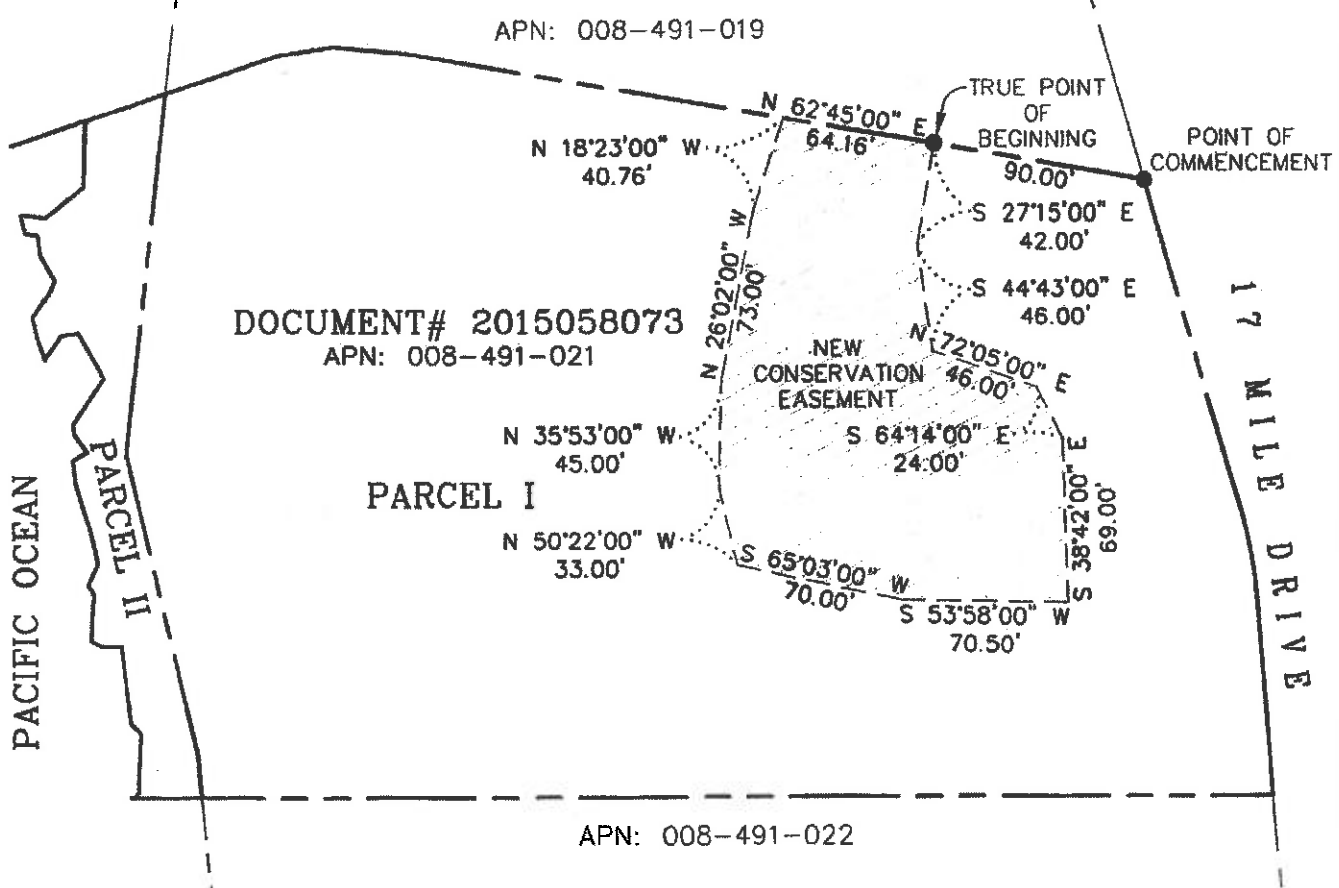 APN: 008-491-019
N 62°45'00" E
64.16'
TRUE POINT
OF
BEGINNING
90.00'
POINT OF
COMMENCEMENT
N 18°23'00" W
40.76'
S 27°15'00" E
42.00'
N 26°02'00" W
73.00'
S 44°43'00" E
46.00'
DOCUMENT# 2015058073
APN: 008-491-021
NEW
CONSERVATION
EASEMENT
N 72°05'00" E
46.00'
S 64°14'00" E
24.00'
N 35°53'00" W
45.00'
PARCEL I
N 50°22'00" W
33.00'
S 65°03'00" W
70.00'
S 53°58'00" W
70.50'
S 38°42'00" E
69.00'
17 MILE DRIVE
PARCEL II
PACIFIC OCEAN
APN: 008-491-022